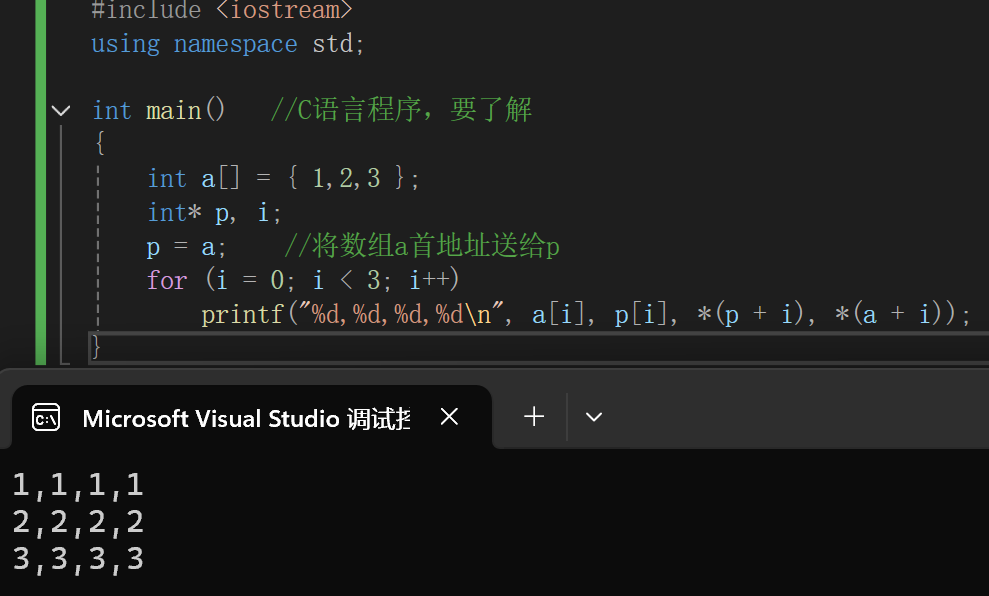 #include <iostream>
using namespace std;
int main()   //C语言程序，要了解
{
    int a[] = { 1,2,3 };
    int* p, i;
    p = a;    //将数组a首地址送给p
    for (i = 0; i < 3; i++)
        printf("%d,%d,%d,%d\n", a[i], p[i], *(p + i), *(a + i));
}
Microsoft Visual Studio 调试控
1,1,1,1
2,2,2,2
3,3,3,3